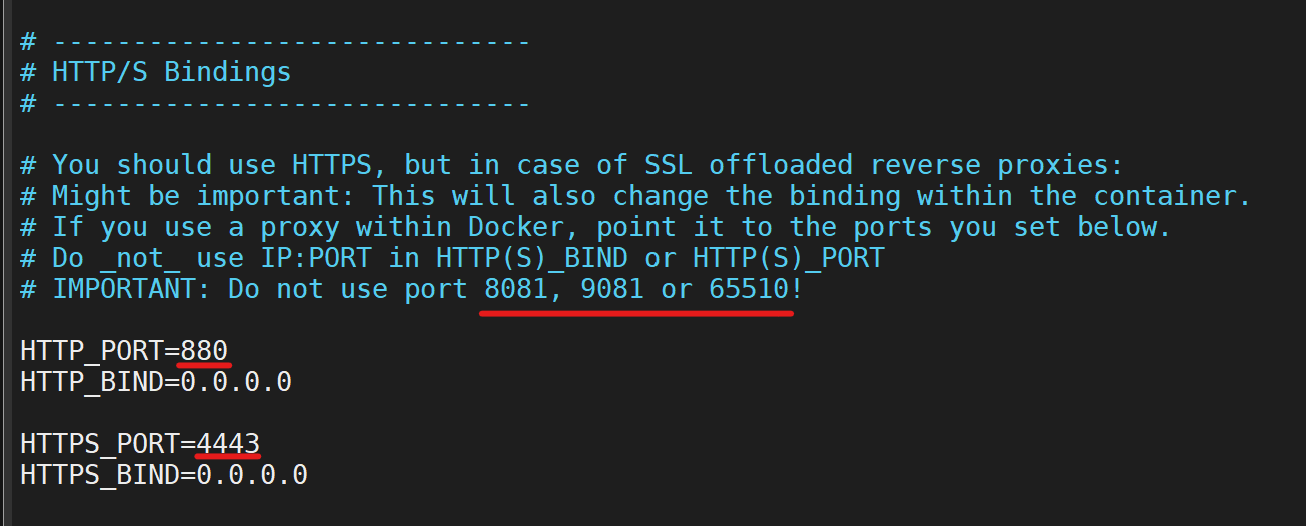 # ------------------------------
# HTTP/S Bindings
# ------------------------------
# You should use HTTPS, but in case of SSL offloaded reverse proxies:
# Might be important: This will also change the binding within the container.
# If you use a proxy within Docker, point it to the ports you set below.
# Do _not_ use IP:PORT in HTTP(S)_BIND or HTTP(S)_PORT
# IMPORTANT: Do not use port 8081, 9081 or 65510!
HTTP_PORT=880
HTTP_BIND=0.0.0.0
HTTPS_PORT=4443
HTTPS_BIND=0.0.0.0